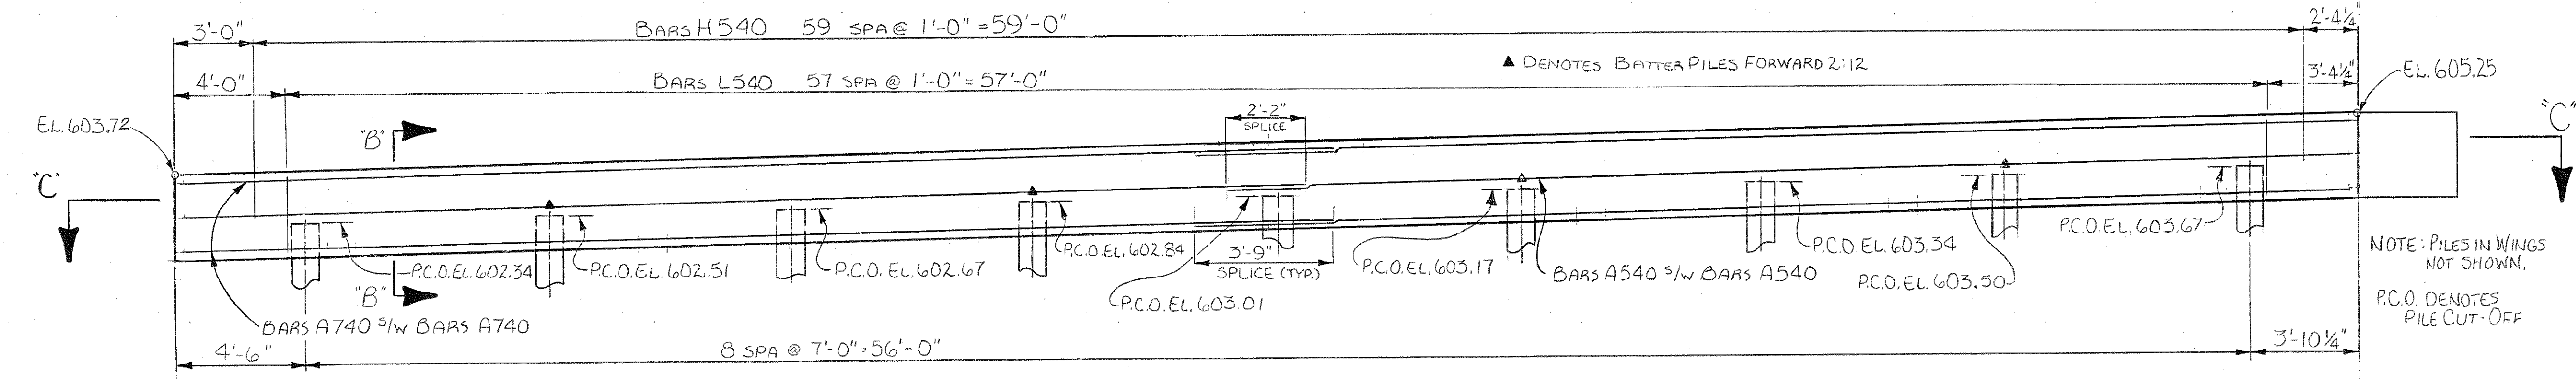 BARS H540 59 SPA @ 1'-0" = 59'-0"
3'-0"
2'-4¼"
▲ DENOTES BATTER PILES FORWARD 2:12
BARS L540 57 SPA @ 1'-0" = 57'-0"
4'-0"
3'-4¼"
EL. 605.25
EL. 603.72
"B"
2'-2"
SPLICE
"C"
"C"
P.C.O. EL. 602.34
P.C.O. EL. 602.51
P.C.O. EL. 602.67
P.C.O. EL. 602.84
3'-9"
SPLICE (TYP.)
P.C.O. EL. 603.01
P.C.O. EL. 603.17
BARS A540 S/W BARS A540
P.C.O. EL. 603.34
P.C.O. EL. 603.50
P.C.O. EL. 603.67
NOTE: PILES IN WINGS
NOT SHOWN.
P.C.O. DENOTES
PILE CUT-OFF
"B"
BARS A740 S/W BARS A740
4'-6"
8 SPA @ 7'-0" = 56'-0"
3'-10¼"